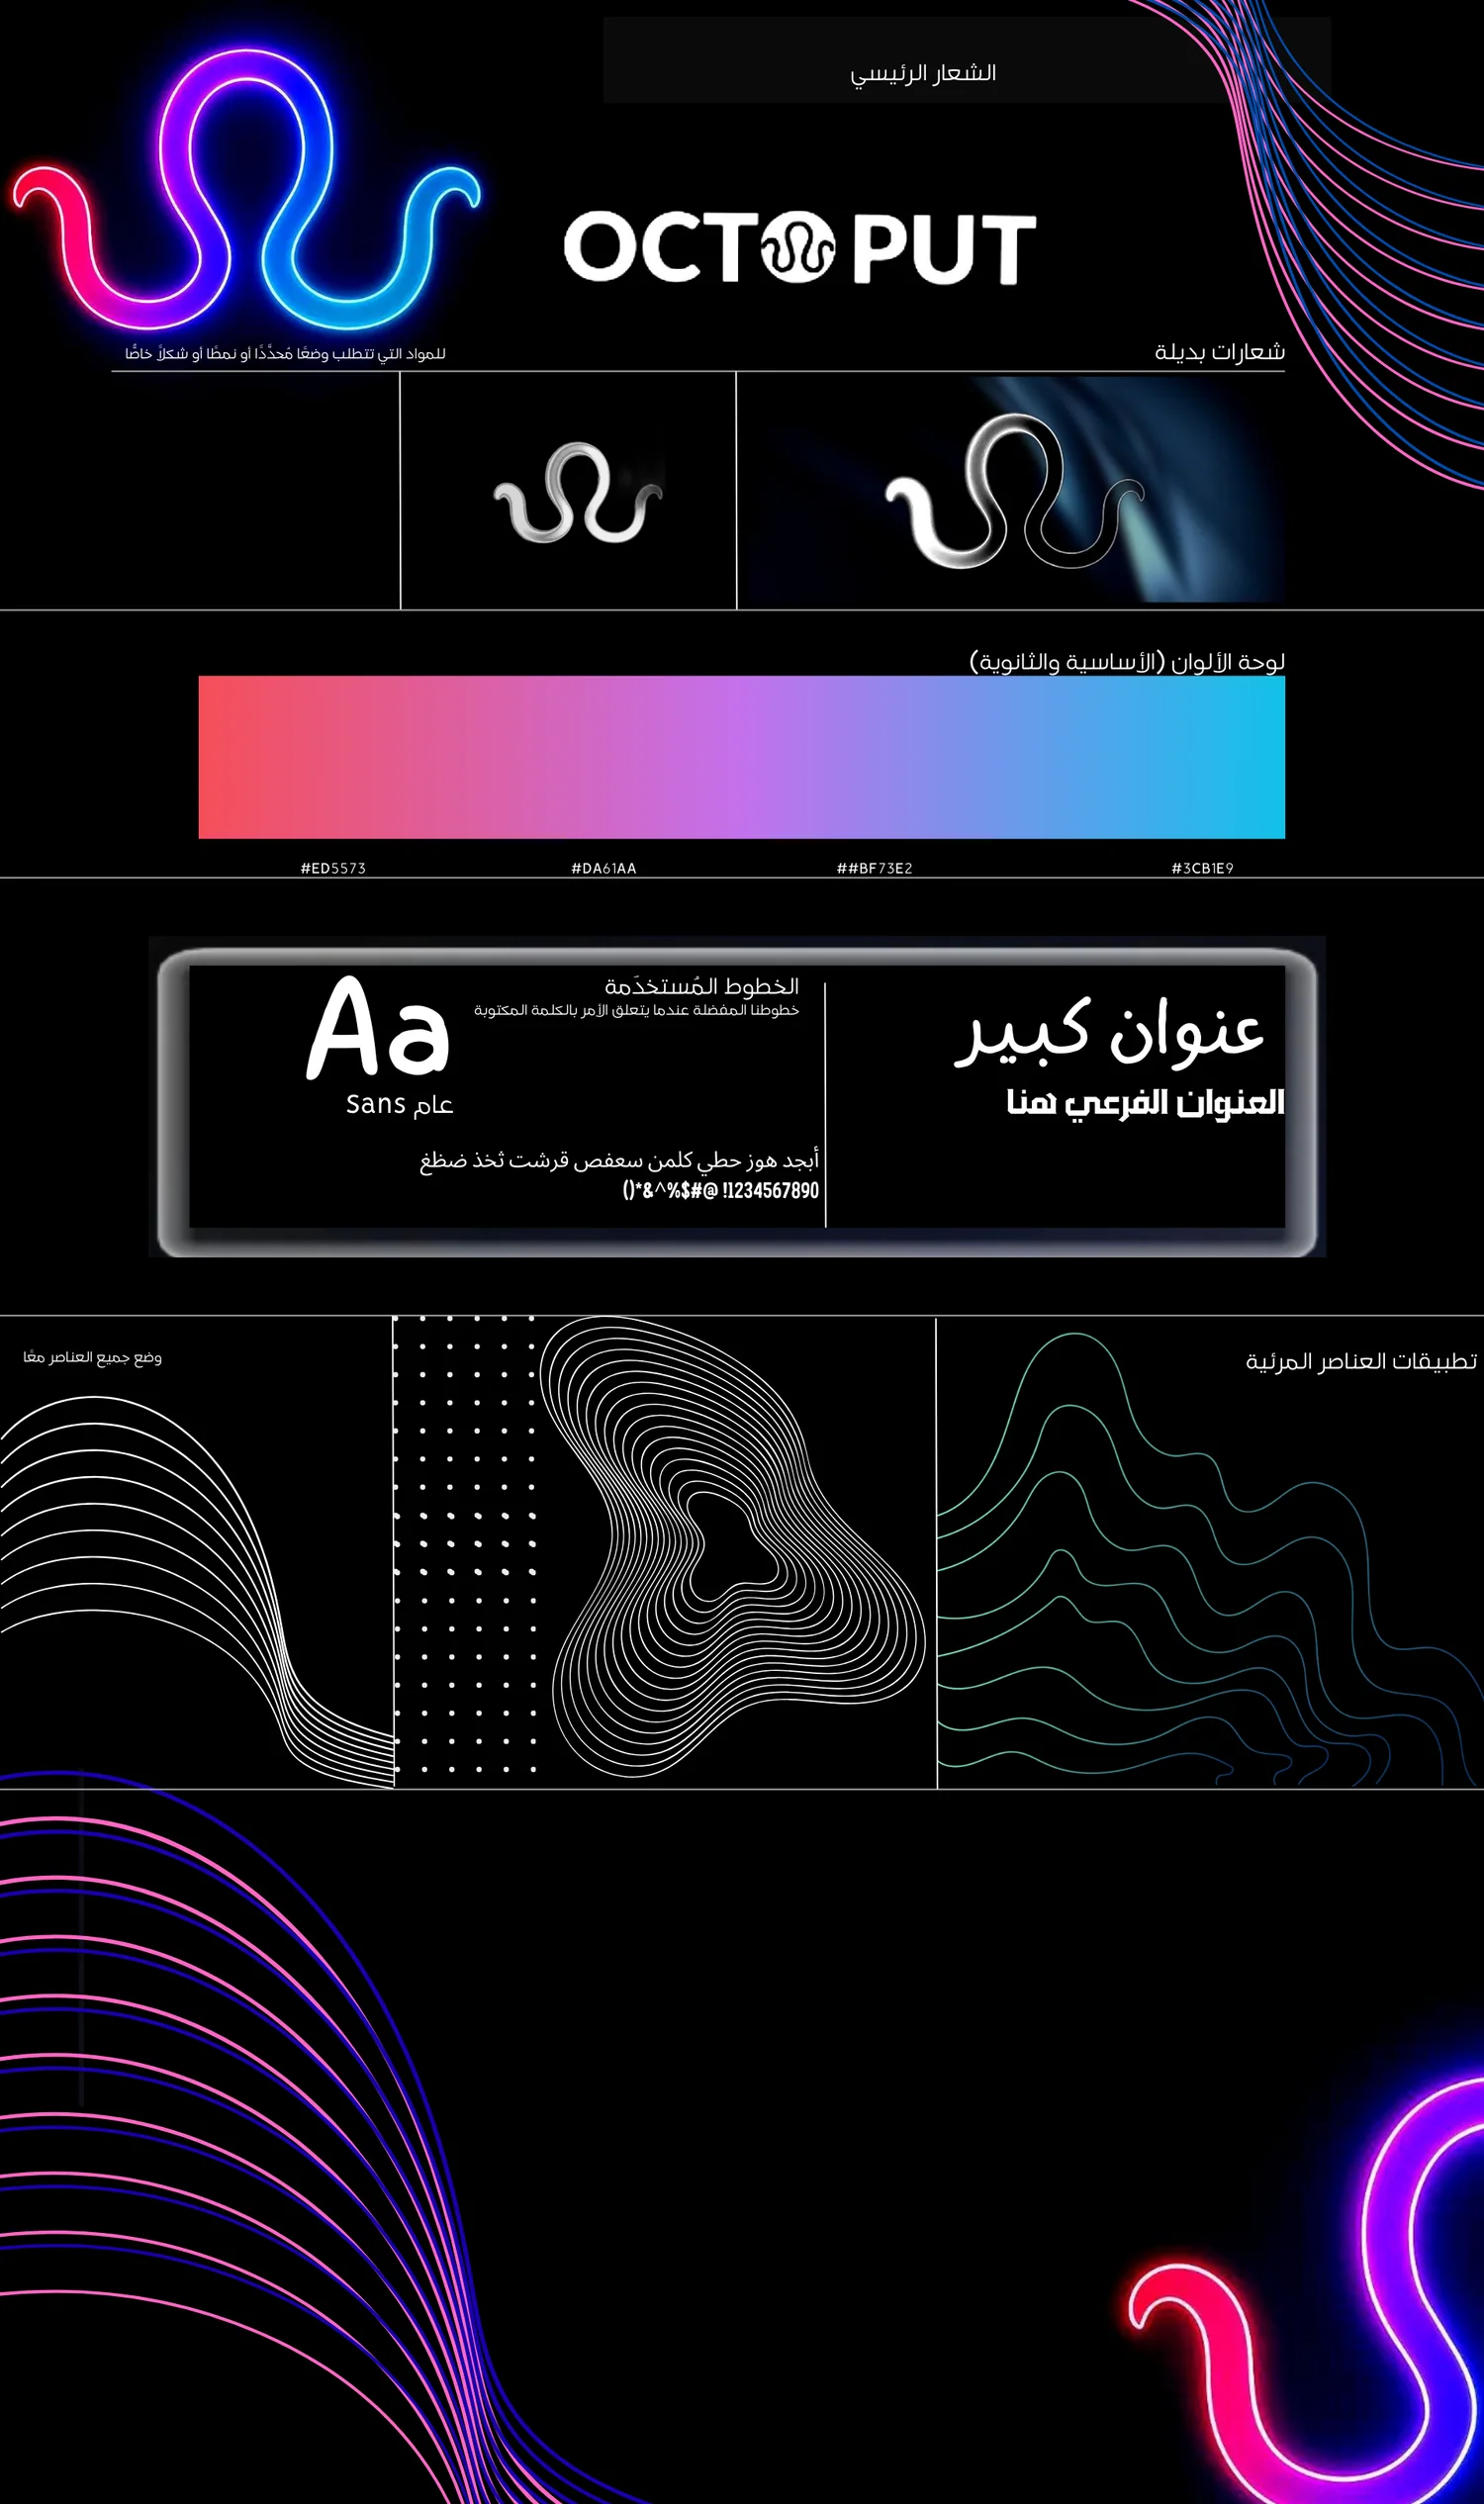 الشعار الرئيسي
OCTOPUT
شعارات بديلة
للمواد التي تتطلب وضعًا مُحدَّدًا أو نمطًا أو شكلاً خاصًّا
لوحة الألوان (الأساسية والثانوية)
#ED5573 #DA61AA ##BF73E2 #3CB1E9
عنوان كبير
العنوان الفرعي هنا
الخطوط المُستخدَمة
خطوطنا المفضلة عندما يتعلق الأمر بالكلمة المكتوبة
Aa
عام Sans
أبجد هوز حطي كلمن سعفص قرشت ثخذ ضظغ
()*&^%$#@ !1234567890
تطبيقات العناصر المرئية
وضع جميع العناصر معًا